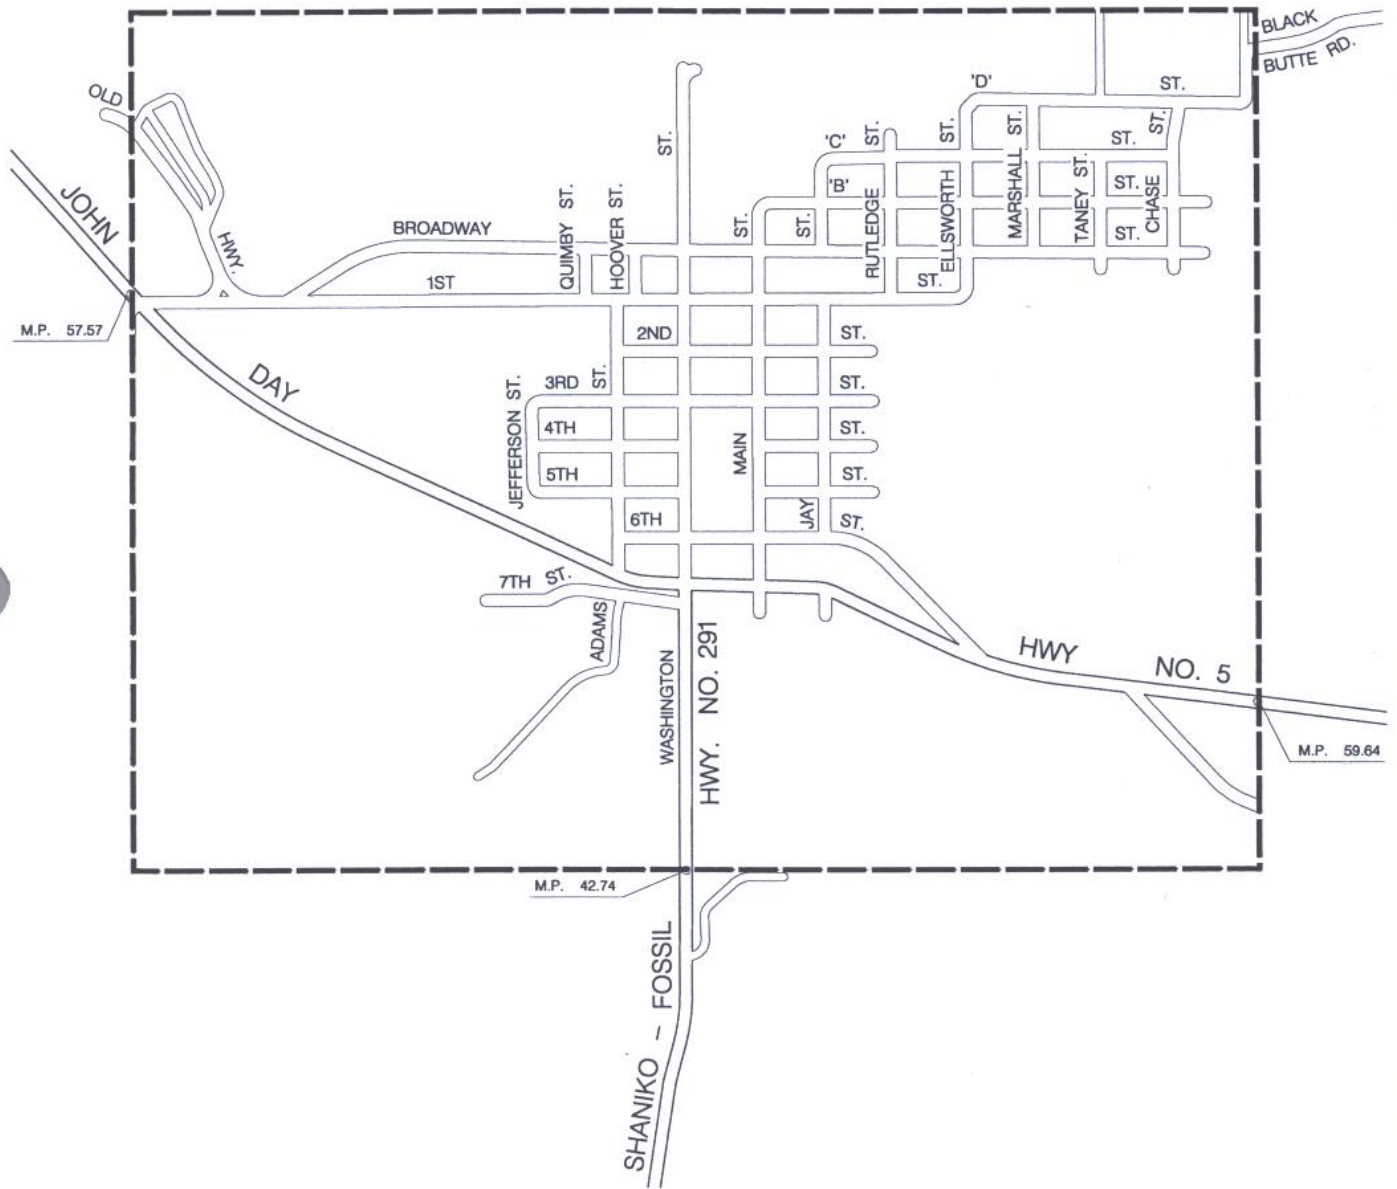 BLACK
BUTTE RD.
OLD
'D'
ST.
'C'
ST.
ST.
ST.
ST.
ST.
ST.
JOHN
HWY.
BROADWAY
QUIMBY ST.
HOOVER ST.
ST.
ST.
'B'
RUTLEDGE
ELLSWORTH
MARSHALL
TANEY ST.
CHASE
ST.
ST.
1ST
ST.
M.P. 57.57
2ND
ST.
DAY
JEFFERSON ST.
3RD
ST.
ST.
4TH
ST.
MAIN
5TH
ST.
6TH
JAY
ST.
7TH ST.
ADAMS
WASHINGTON
HWY. NO. 291
HWY NO. 5
M.P. 59.64
M.P. 42.74
SHANIKO - FOSSIL